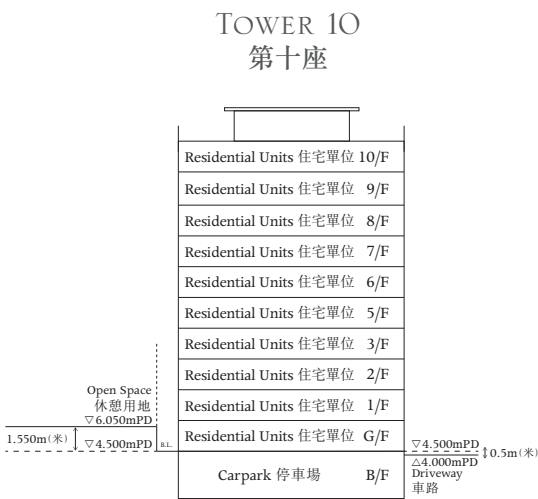 TOWER 10
第十座
Residential Units 住宅單位 10/F
Residential Units 住宅單位 9/F
Residential Units 住宅單位 8/F
Residential Units 住宅單位 7/F
Residential Units 住宅單位 6/F
Residential Units 住宅單位 5/F
Residential Units 住宅單位 3/F
Residential Units 住宅單位 2/F
Residential Units 住宅單位 1/F
Residential Units 住宅單位 G/F
Carpark 停車場 B/F
Open Space
休憩用地
▽6.050mPD
1.550m(米)
▽4.500mPD
B.L.
▽4.500mPD
0.5m(米)
△4.000mPD
Driveway
車路